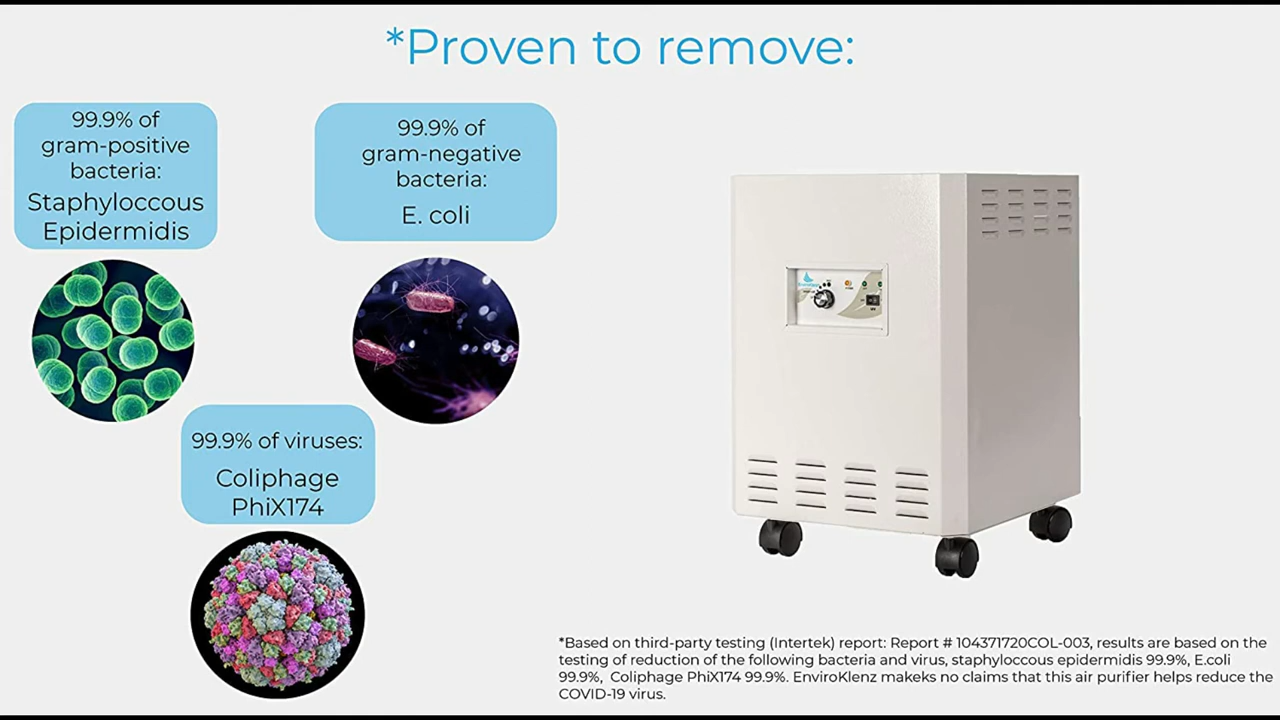 *Proven to remove:
99.9% of
gram-positive
bacteria:
Staphyloccous
Epidermidis
99.9% of
gram-negative
bacteria:
E. coli
99.9% of viruses:
Coliphage
PhiX174
*Based on third-party testing (Intertek) report: Report # 104371720COL-003, results are based on the
testing of reduction of the following bacteria and virus, staphyloccous epidermidis 99.9%, E.coli
99.9%, Coliphage PhiX174 99.9%. EnviroKlenz makeks no claims that this air purifier helps reduce the
COVID-19 virus.